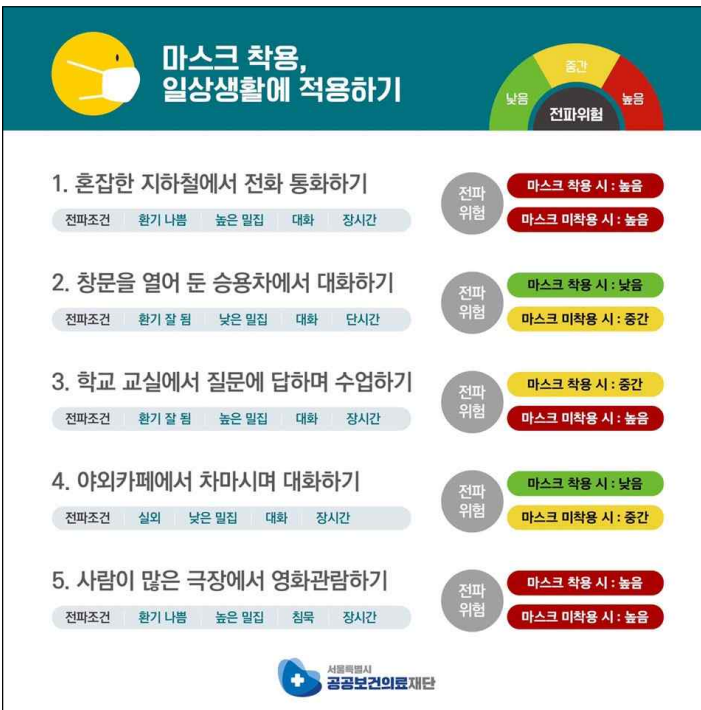 마스크 착용,
일상생활에 적용하기
낮음 중간 높음
전파위험
1. 혼잡한 지하철에서 전화 통화하기
전파조건 환기 나쁨 높은 밀집 대화 장시간
전파 위험
마스크 착용 시 : 높음
마스크 미착용 시 : 높음
2. 창문을 열어 둔 승용차에서 대화하기
전파조건 환기 잘 됨 낮은 밀집 대화 단시간
전파 위험
마스크 착용 시 : 낮음
마스크 미착용 시 : 중간
3. 학교 교실에서 질문에 답하며 수업하기
전파조건 환기 잘 됨 높은 밀집 대화 장시간
전파 위험
마스크 착용 시 : 중간
마스크 미착용 시 : 높음
4. 야외카페에서 차마시며 대화하기
전파조건 실외 낮은 밀집 대화 장시간
전파 위험
마스크 착용 시 : 낮음
마스크 미착용 시 : 중간
5. 사람이 많은 극장에서 영화관람하기
전파조건 환기 나쁨 높은 밀집 침묵 장시간
전파 위험
마스크 착용 시 : 높음
마스크 미착용 시 : 높음
서울특별시
공공보건의료재단